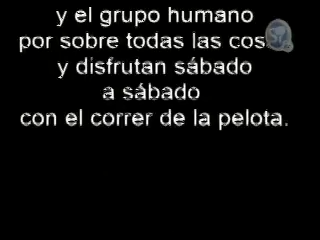 y el grupo humano
por sobre todas las
y disfrutan sábado
a sábado
con el correr de la pelota.